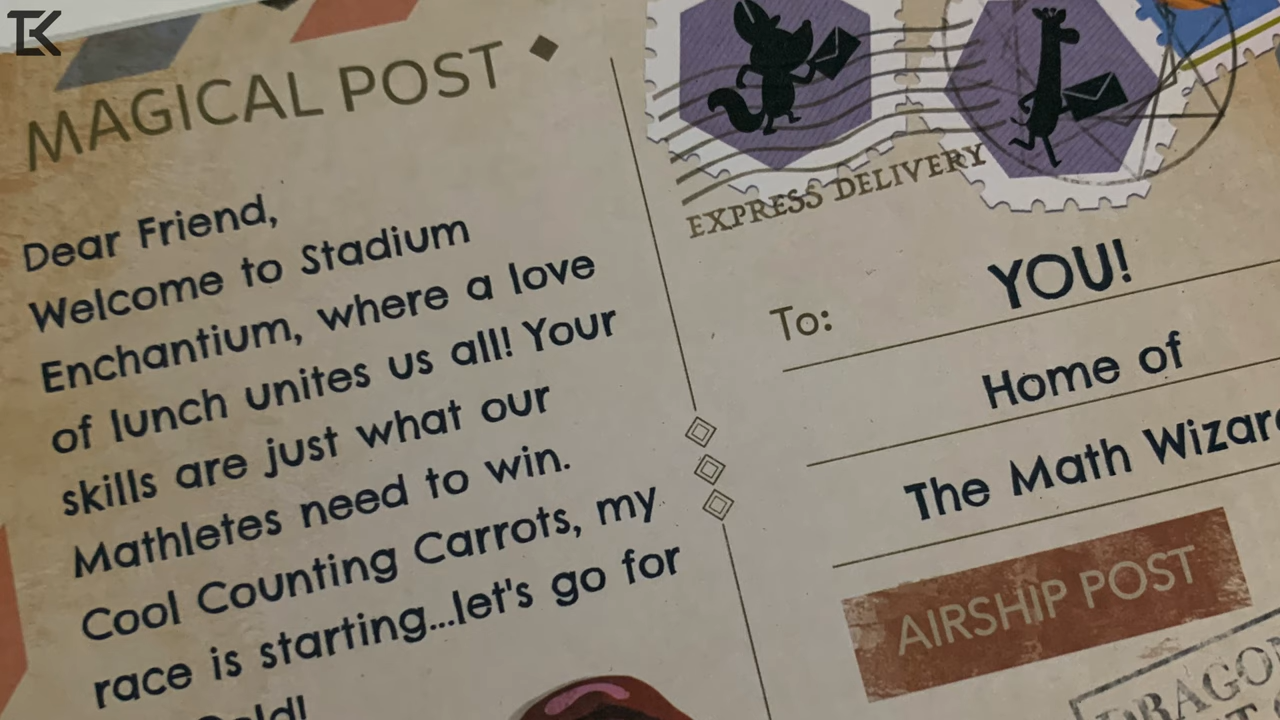 TK
MAGICAL POST
Dear Friend,
Welcome to Stadium
Enchantium, where a love
of lunch unites us all! Your
skills are just what our
Mathletes need to win.
Cool Counting Carrots, my
race is starting...let's go for
EXPRESS DELIVERY
To: YOU!
Home of
The Math
AIRSHIP POST